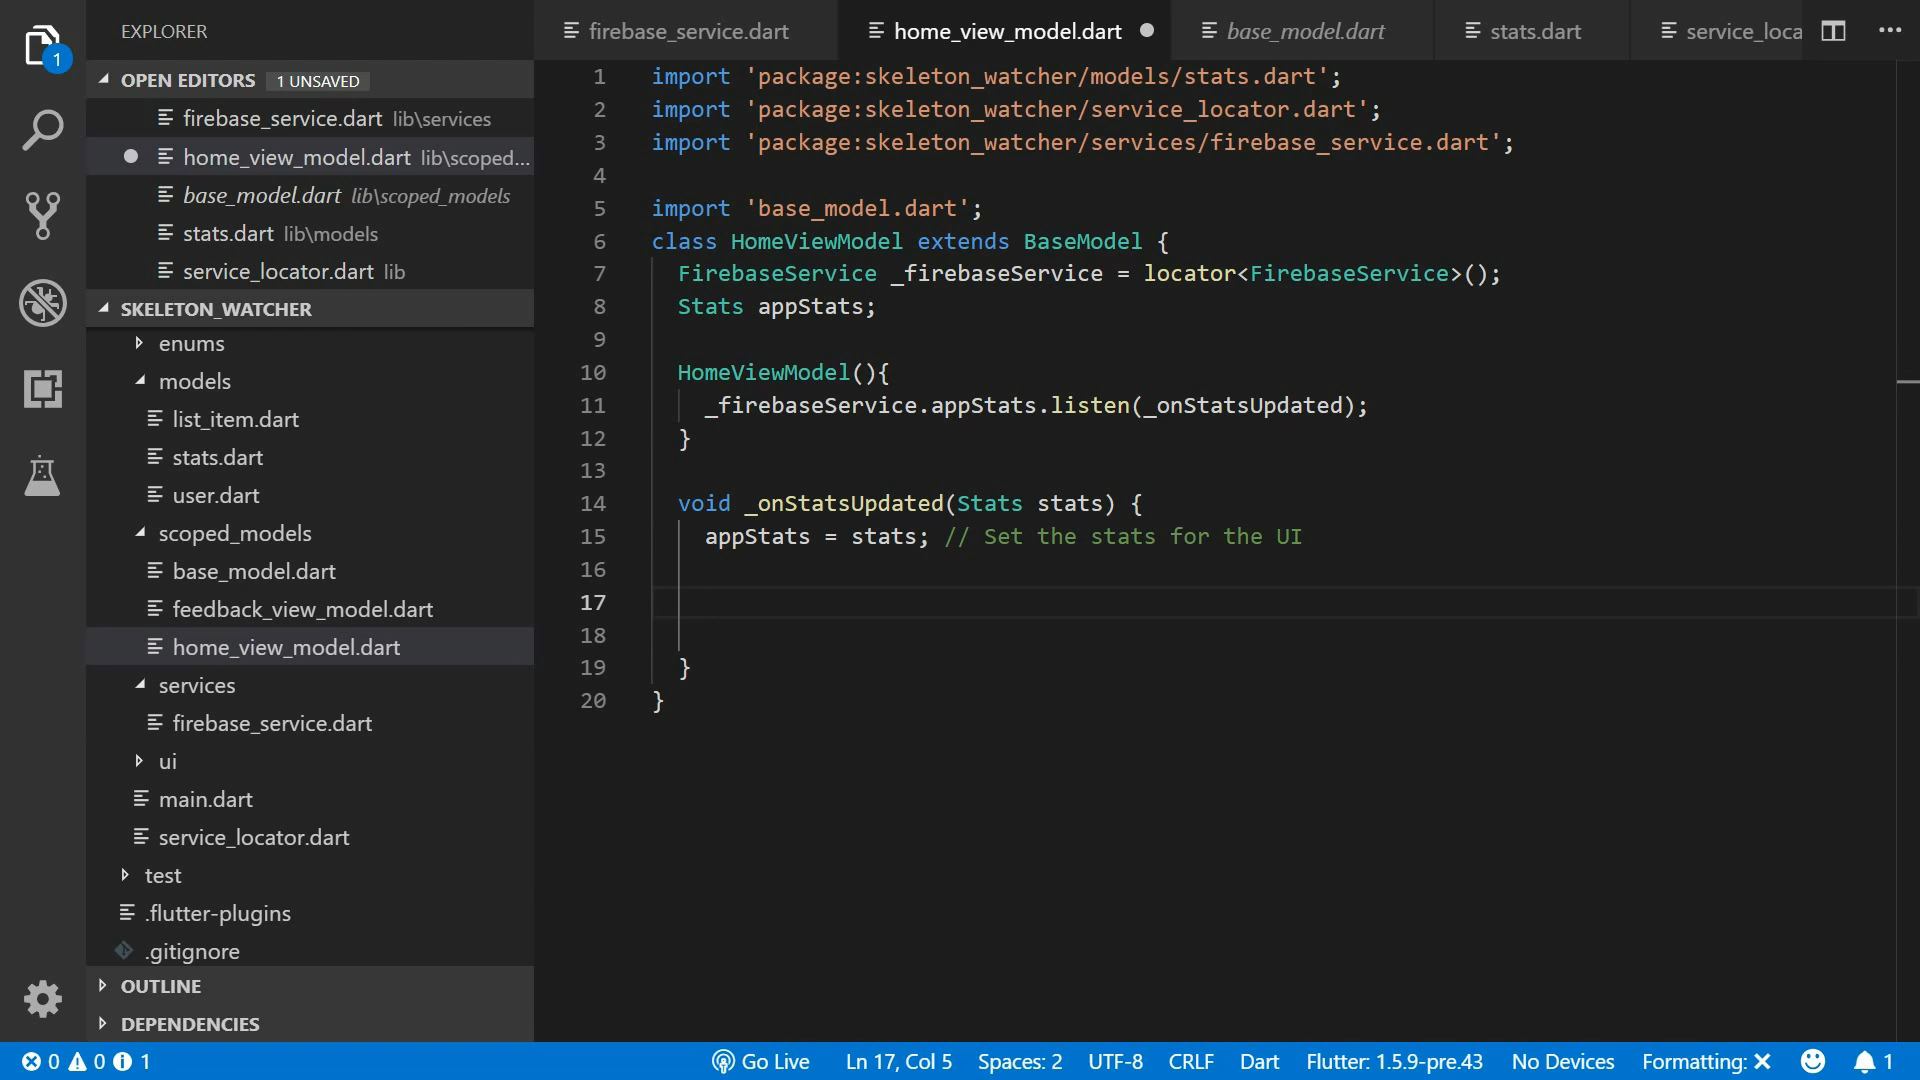 EXPLORER
OPEN EDITORS 1 UNSAVED
firebase_service.dart lib\services
home_view_model.dart lib\scoped...
base_model.dart lib\scoped_models
stats.dart lib\models
service_locator.dart lib
SKELETON_WATCHER
enums
models
list_item.dart
stats.dart
user.dart
scoped_models
base_model.dart
feedback_view_model.dart
home_view_model.dart
services
firebase_service.dart
ui
main.dart
service_locator.dart
test
.flutter-plugins
.gitignore
OUTLINE
DEPENDENCIES
1
firebase_service.dart home_view_model.dart base_model.dart stats.dart service_loca
1 import 'package:skeleton_watcher/models/stats.dart';
2 import 'package:skeleton_watcher/service_locator.dart';
3 import 'package:skeleton_watcher/services/firebase_service.dart';
4
5 import 'base_model.dart';
6 class HomeViewModel extends BaseModel {
7 FirebaseService _firebaseService = locator<FirebaseService>();
8 Stats appStats;
9
10 HomeViewModel(){
11 _firebaseService.appStats.listen(_onStatsUpdated);
12 }
13
14 void _onStatsUpdated(Stats stats) {
15 appStats = stats; // Set the stats for the UI
16
17
18
19 }
20 }
0 0 1 Go Live Ln 17, Col 5 Spaces: 2 UTF-8 CRLF Dart Flutter: 1.5.9-pre.43 No Devices Formatting: ✕ 1